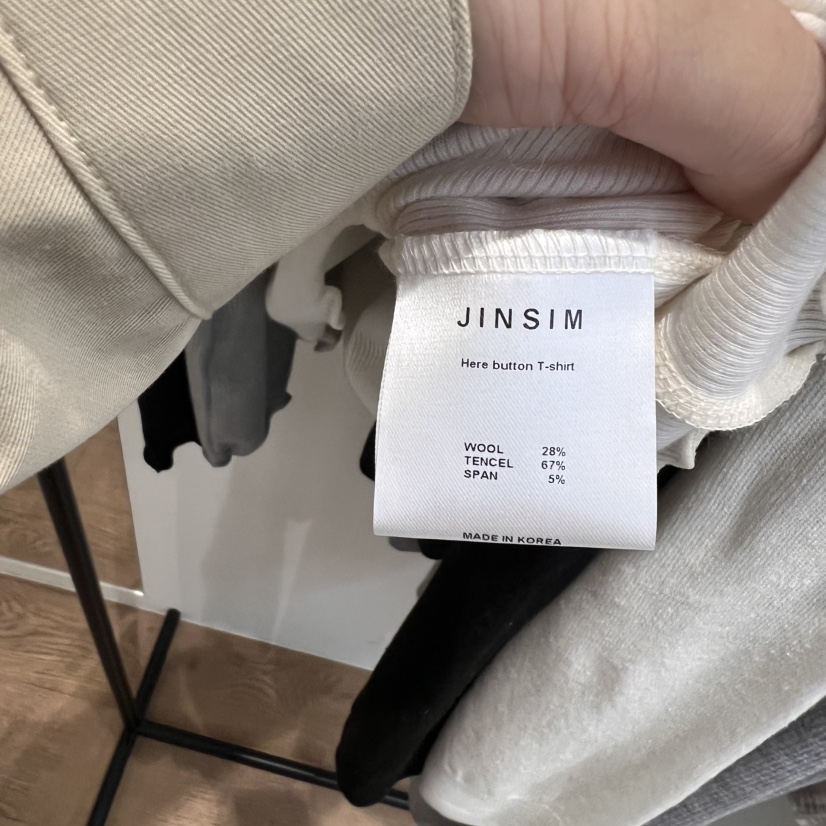 JINSIM
Here button T-shirt
WOOL 28%
TENCEL 67%
SPAN 5%
MADE IN KOREA